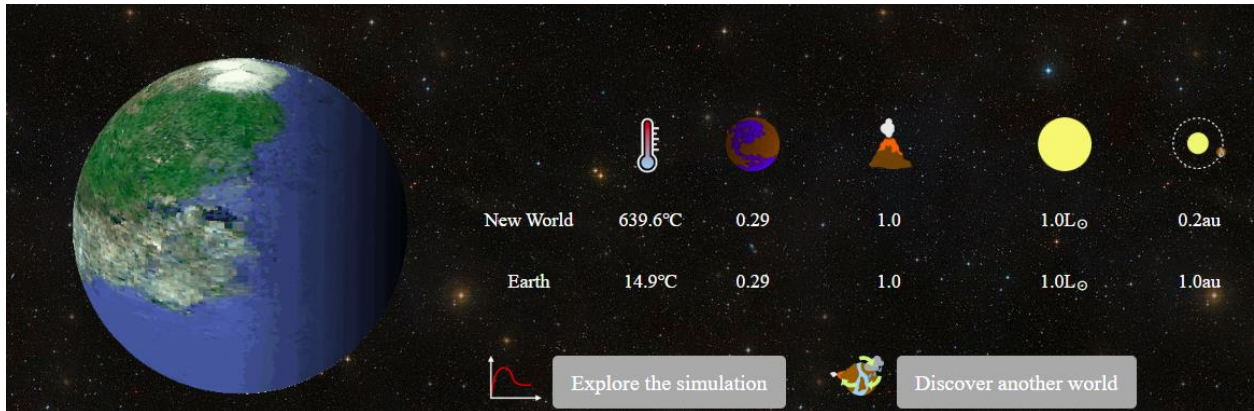 New World 639.6℃ 0.29 1.0 1.0L⊙ 0.2au
Earth 14.9℃ 0.29 1.0 1.0L⊙ 1.0au
Explore the simulation Discover another world